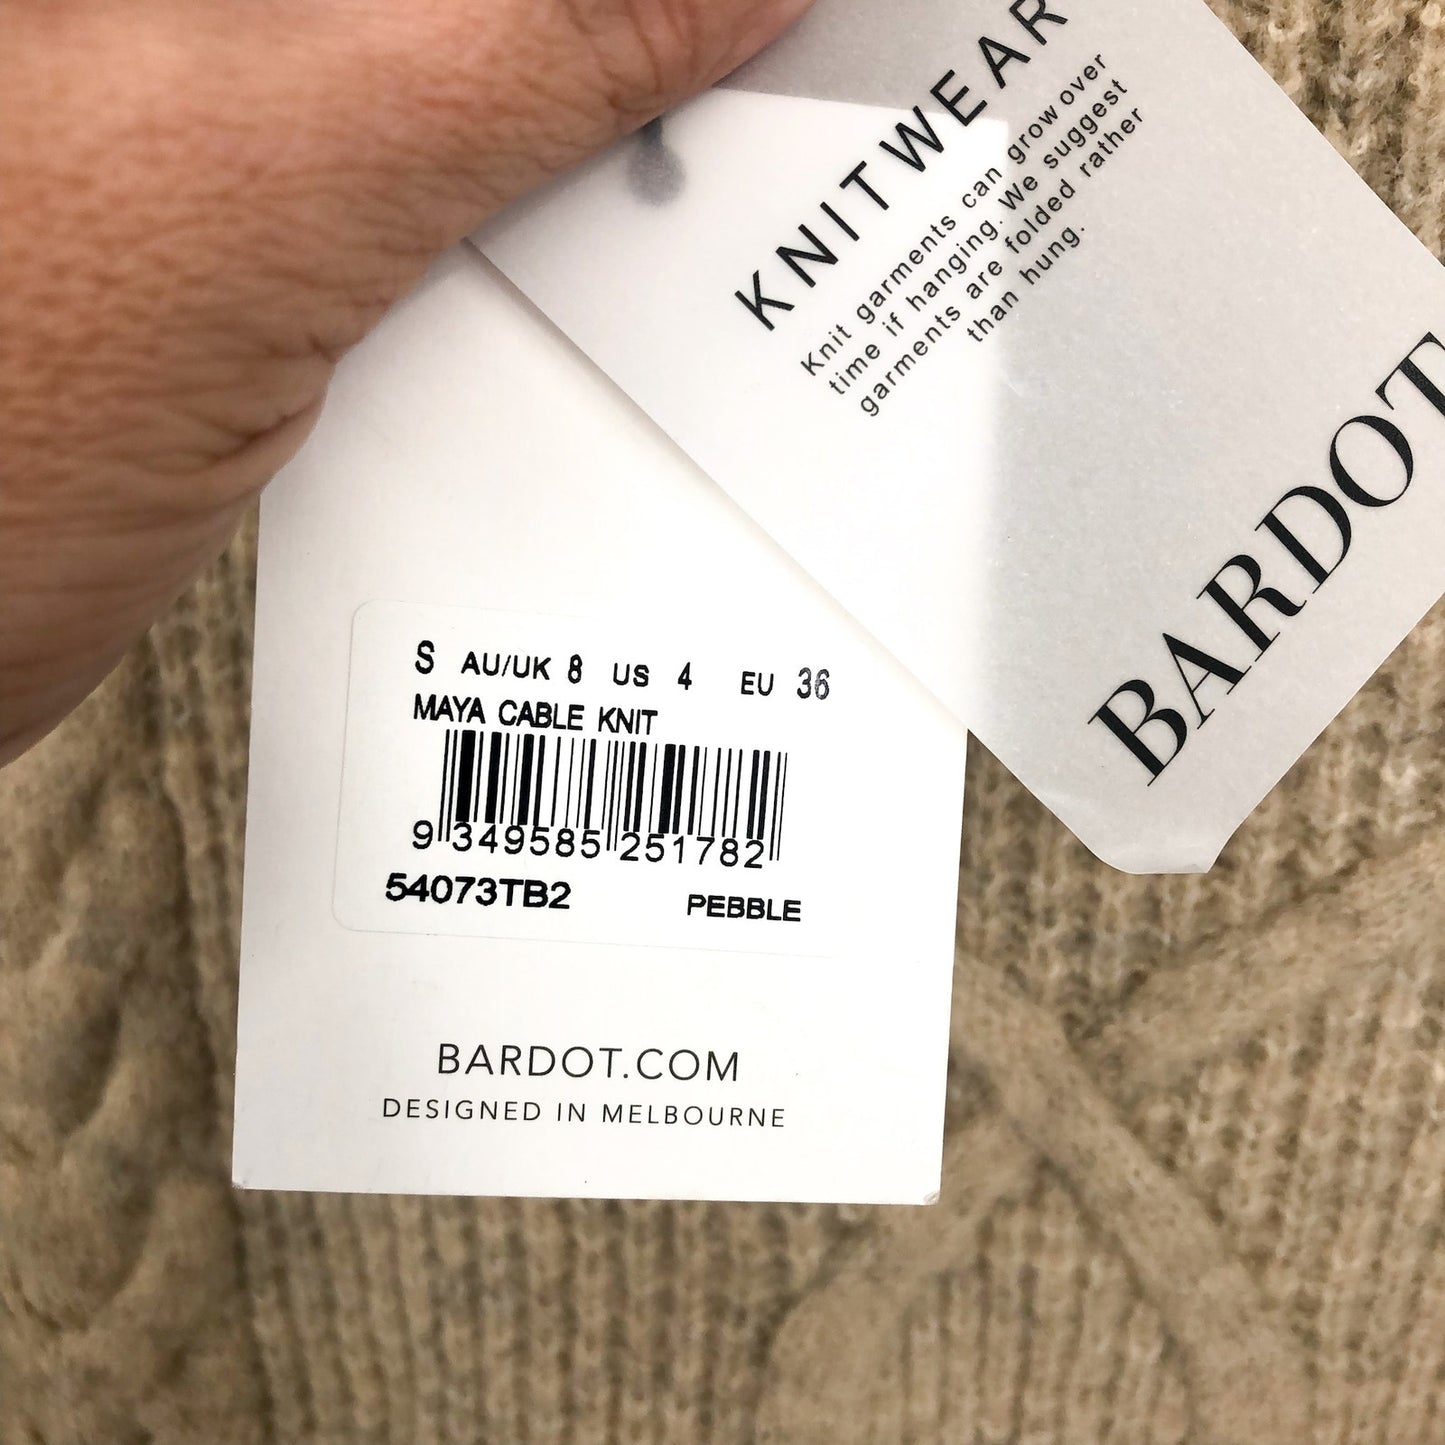 KNITWEAR
Knit garments can grow over
time if hanging. We suggest
garments are folded rather
than hung.
BARDOT
S AU/UK 8 US 4 EU 36
MAYA CABLE KNIT
9 349585 251782
54073TB2 PEBBLE
BARDOT.COM
DESIGNED IN MELBOURNE